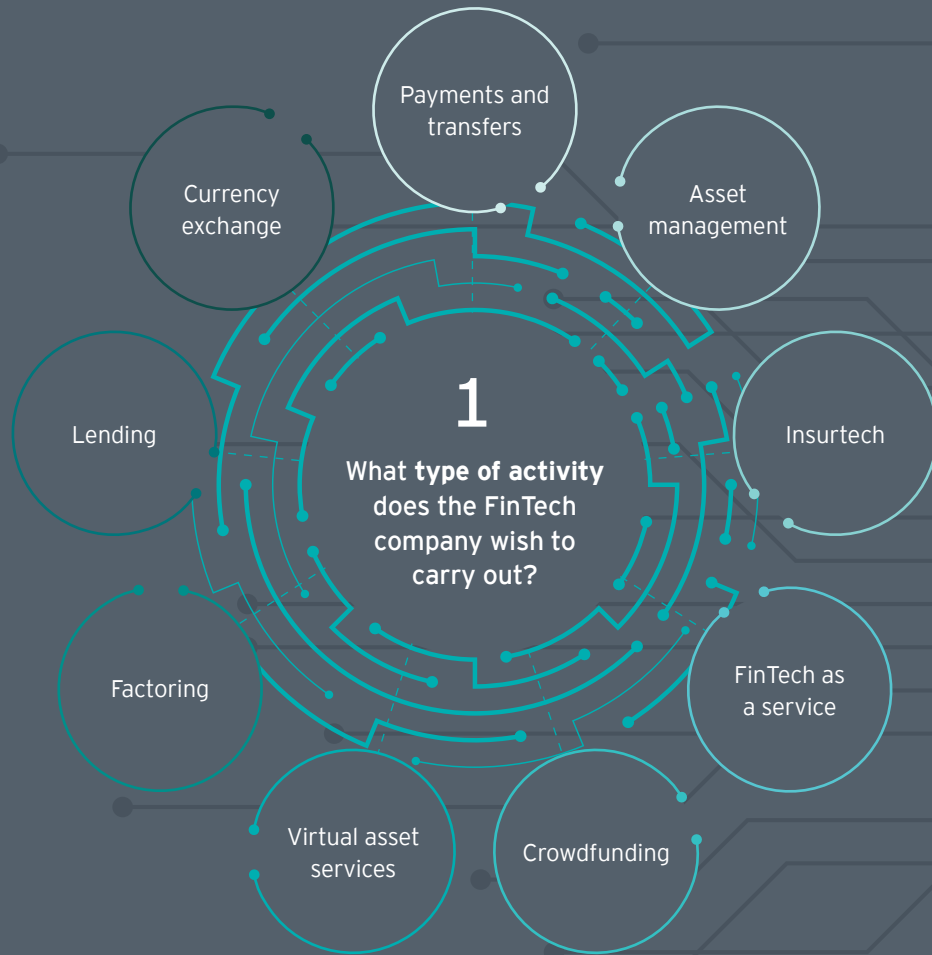 Payments and
transfers
Currency
exchange
Asset
management
Lending
Insurtech
1
What type of activity
does the FinTech
company wish to
carry out?
Factoring
FinTech as
a service
Virtual asset
services
Crowdfunding